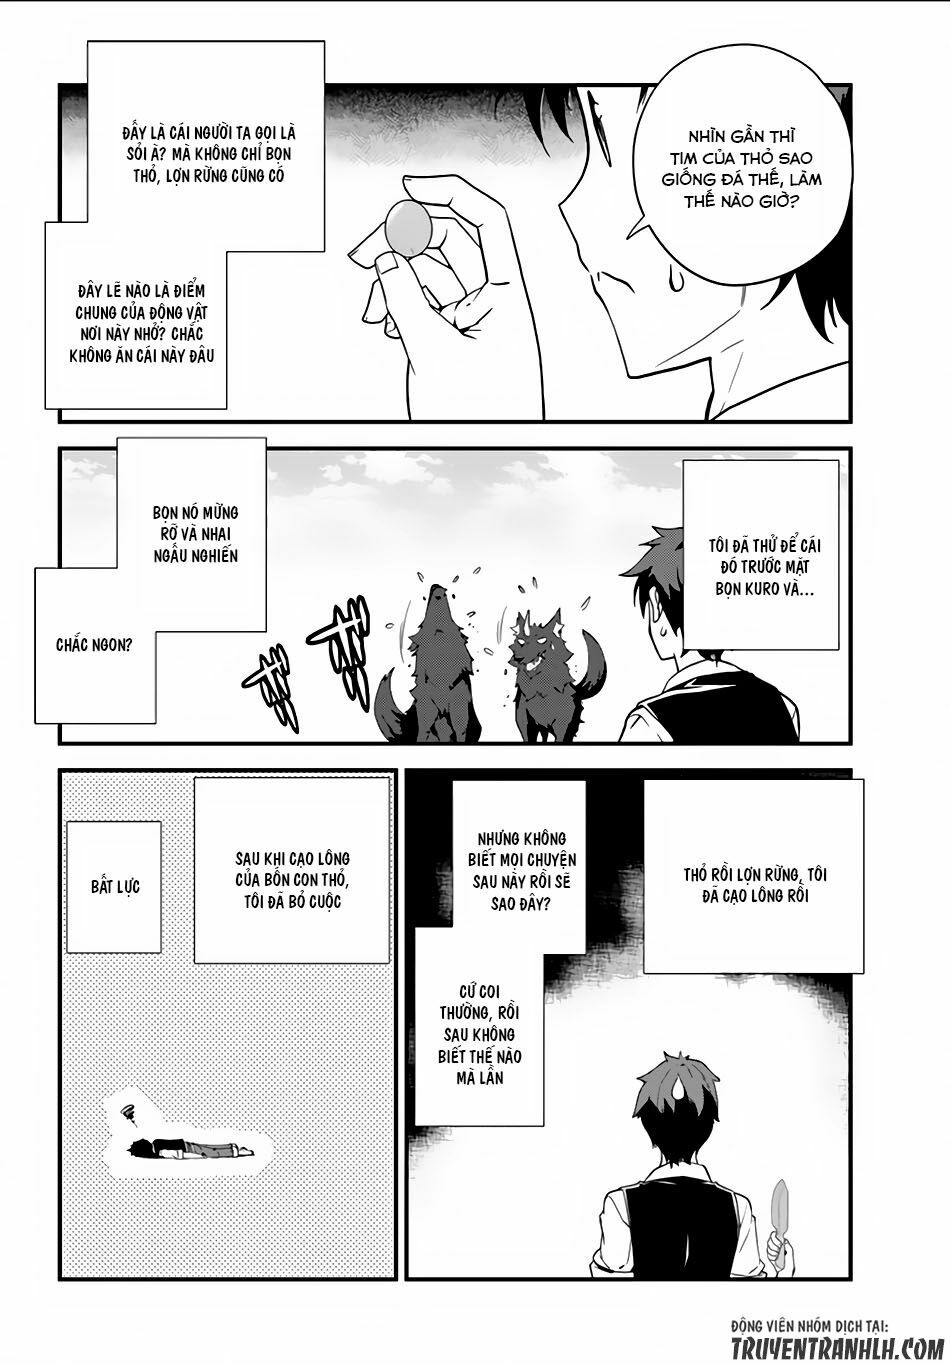 NHÌN GẦN THÌ
TIM CỦA THỎ SAO
GIỐNG ĐÁ THẾ, LÀM
THẾ NÀO GIỜ?
ĐẤY LÀ CÁI NGƯỜI TA GỌI LÀ
SỎI À? MÀ KHÔNG CHỈ BỌN
THỎ, LỢN RỪNG CŨNG CÓ
ĐÂY LẼ NÀO LÀ ĐIỂM
CHUNG CỦA ĐỘNG VẬT
NƠI NÀY NHỞ? CHẮC
KHÔNG ĂN CÁI NÀY ĐÂU
TÔI ĐÃ THỬ ĐỂ CÁI
ĐÓ TRƯỚC MẶT
BỌN KURO VÀ...
BỌN NÓ MỪNG
RỠ VÀ NHAI
NGẤU NGHIẾN
CHẮC NGON?
THỎ RỒI LỢN RỪNG, TÔI
ĐÃ CẠO LÔNG RỒI
NHƯNG KHÔNG
BIẾT MỌI CHUYỆN
SAU NÀY RỒI SẼ
SAO ĐÂY?
CỨ COI
THƯỜNG, RỒI
SAU KHÔNG
BIẾT THẾ NÀO
MÀ LẦN
SAU KHI CẠO LÔNG
CỦA BỐN CON THỎ,
TÔI ĐÃ BỎ CUỘC
BẤT LỰC
ĐỘNG VIÊN NHÓM DỊCH TẠI:
TRUYENTRANHLH.COM